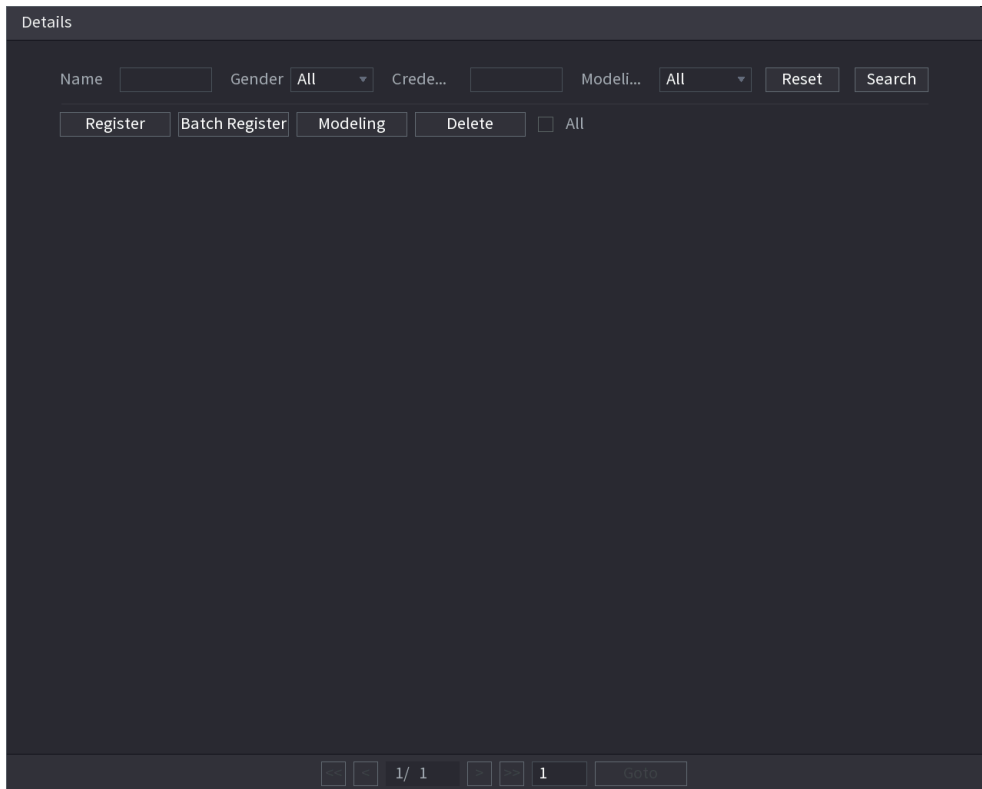 Details
Name Gender All Crede... Modeli... All Reset Search
Register Batch Register Modeling Delete All
<< < 1/ 1 > >> 1 Goto